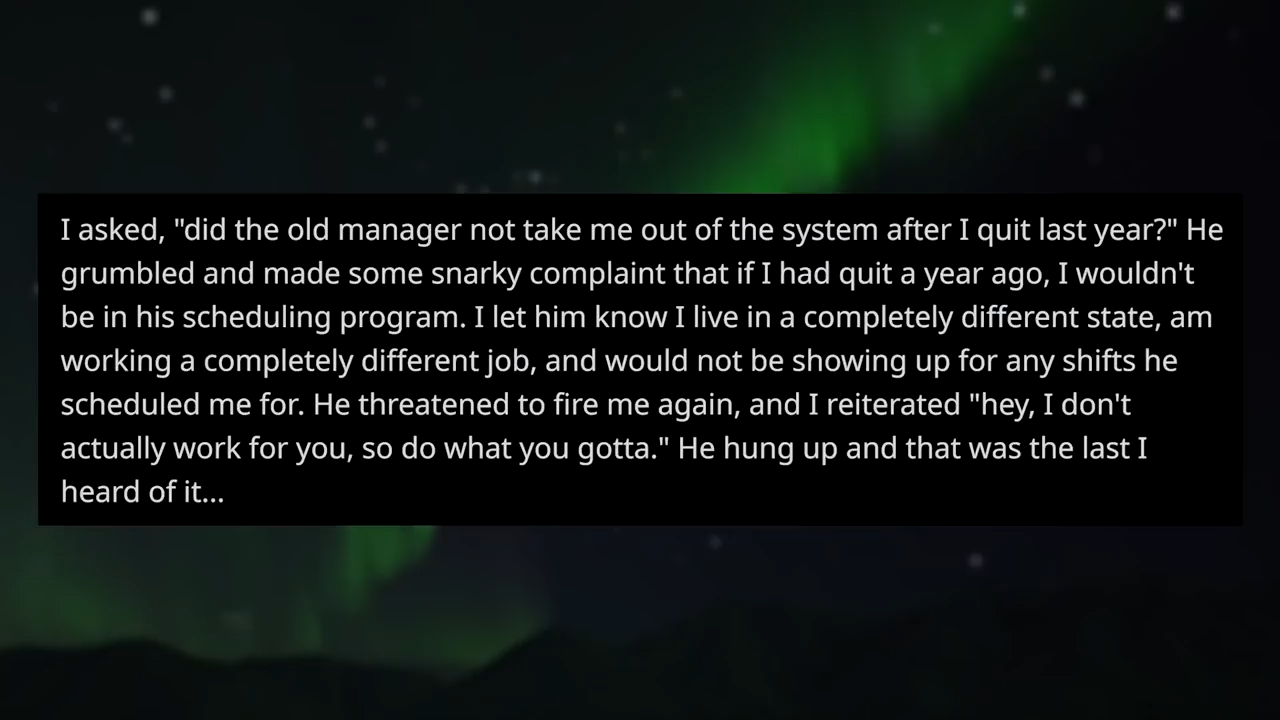 I asked, "did the old manager not take me out of the system after I quit last year?" He
grumbled and made some snarky complaint that if I had quit a year ago, I wouldn't
be in his scheduling program. I let him know I live in a completely different state, am
working a completely different job, and would not be showing up for any shifts he
scheduled me for. He threatened to fire me again, and I reiterated "hey, I don't
actually work for you, so do what you gotta." He hung up and that was the last I
heard of it...